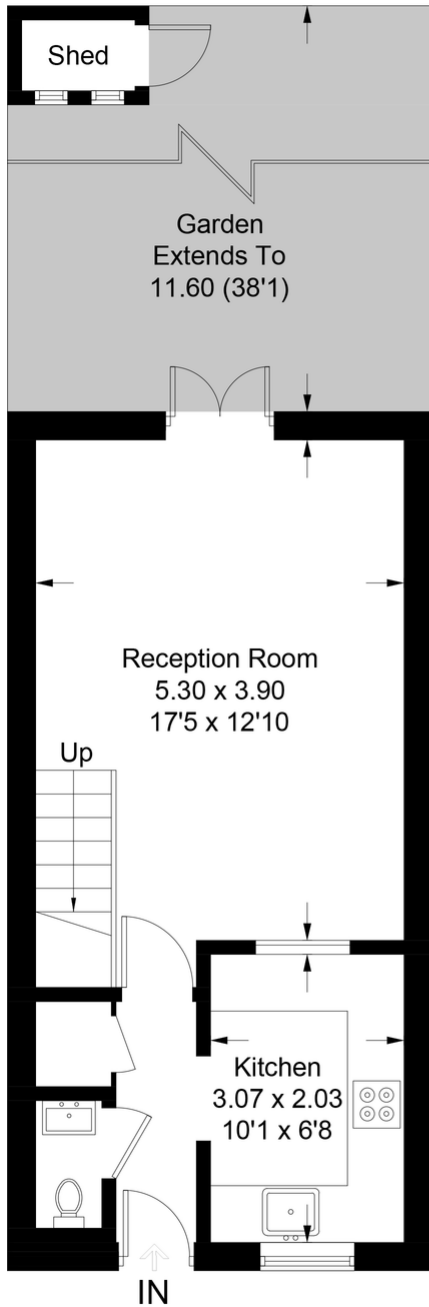 Shed
Garden
Extends To
11.60 (38'1)
Reception Room
5.30 x 3.90
17'5 x 12'10
Up
Kitchen
3.07 x 2.03
10'1 x 6'8
IN